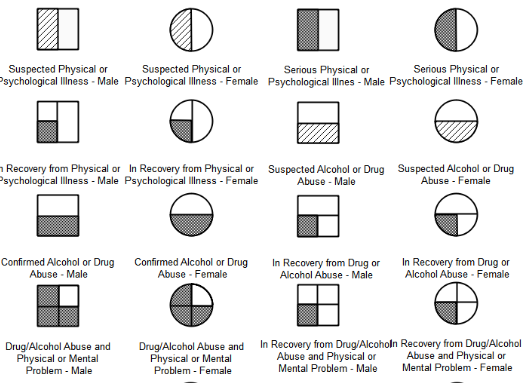 Suspected Physical or
Psychological Illness - Male
Suspected Physical or
Psychological Illness - Female
Serious Physical or
Psychological Illness - Male
Serious Physical or
Psychological Illness - Female
n Recovery from Physical or
Psychological Illness - Male
In Recovery from Physical or
Psychological Illness - Female
Suspected Alcohol or Drug
Abuse - Male
Suspected Alcohol or Drug
Abuse - Female
Confirmed Alcohol or Drug
Abuse - Male
Confirmed Alcohol or Drug
Abuse - Female
In Recovery from Drug or
Alcohol Abuse - Male
In Recovery from Drug or
Alcohol Abuse - Female
Drug/Alcohol Abuse and
Physical or Mental
Problem - Male
Drug/Alcohol Abuse and
Physical or Mental
Problem - Female
In Recovery from Drug/Alcohol
Abuse and Physical or
Mental Problem - Male
In Recovery from Drug/Alcohol
Abuse and Physical or
Mental Problem - Female